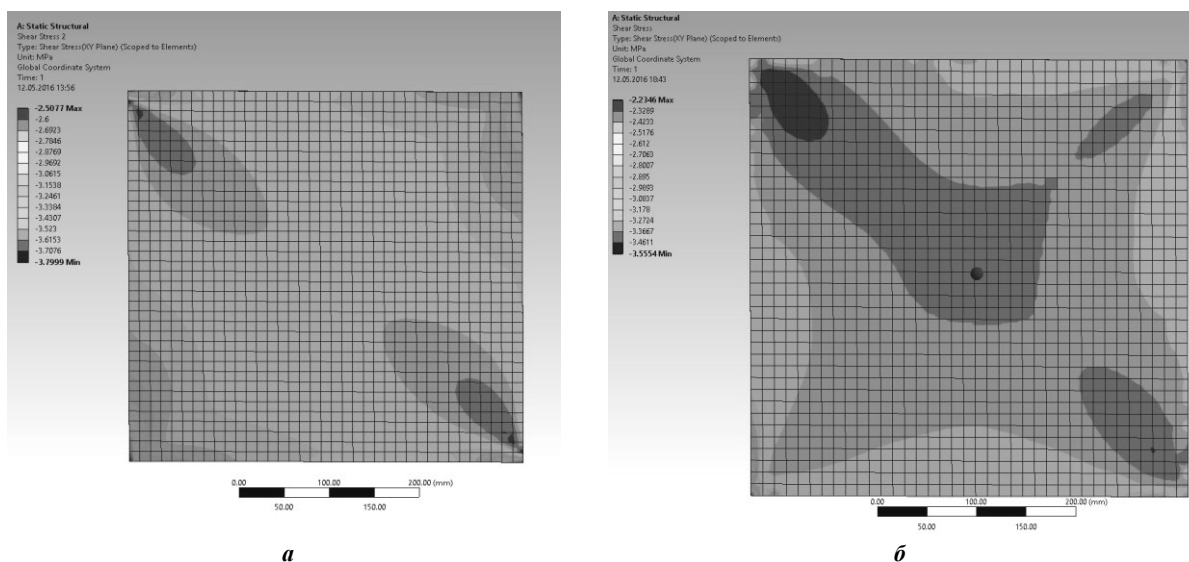 A: Static Structural
Shear Stress 2
Type: Shear Stress(XY Plane) (Scoped to Elements)
Unit: MPa
Global Coordinate System
Time: 1
12.05.2016 13:56
-2.5077 Max
-2.6
-2.6923
-2.7846
-2.8769
-2.9692
-3.0615
-3.1538
-3.2461
-3.3384
-3.4307
-3.523
-3.6153
-3.7076
-3.7999 Min
0.00 100.00 200.00 (mm)
50.00 150.00
а
A: Static Structural
Shear Stress
Type: Shear Stress(XY Plane) (Scoped to Elements)
Unit: MPa
Global Coordinate System
Time: 1
12.05.2016 18:43
-2.2346 Max
-2.3289
-2.4233
-2.5176
-2.612
-2.7063
-2.8007
-2.895
-2.9893
-3.0837
-3.178
-3.2724
-3.3667
-3.4611
-3.5554 Min
0.00 100.00 200.00 (mm)
50.00 150.00
б